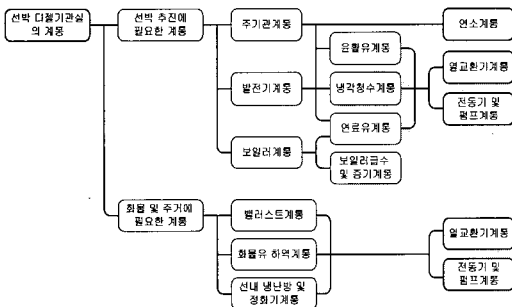 선박 디젤기관실
의 계통
선박 추진에
필요한 계통
주기관계통
연소계통
윤활유계통
발전기계통
냉각청수계통
열교환기계통
전동기 및
펌프계통
연료유계통
보일러계통
보일러급수
및 증기계통
화물 및 주거에
필요한 계통
밸러스트계통
화물유 하역계통
선내 냉난방 및
정화기계통
열교환기계통
전동기 및
펌프계통